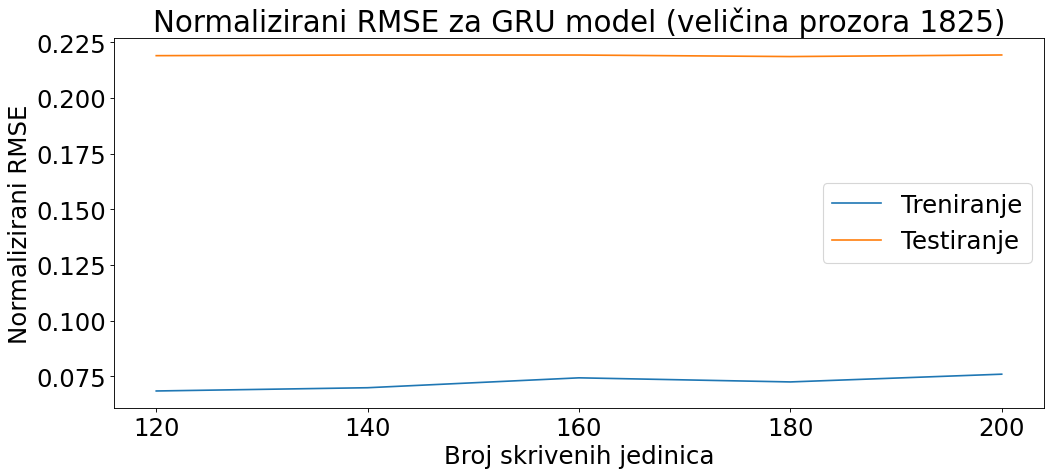 Normalizirani RMSE za GRU model (veličina prozora 1825)
Normalizirani RMSE
0.225
0.200
0.175
0.150
0.125
0.100
0.075
Treniranje
Testiranje
120 140 160 180 200
Broj skrivenih jedinica